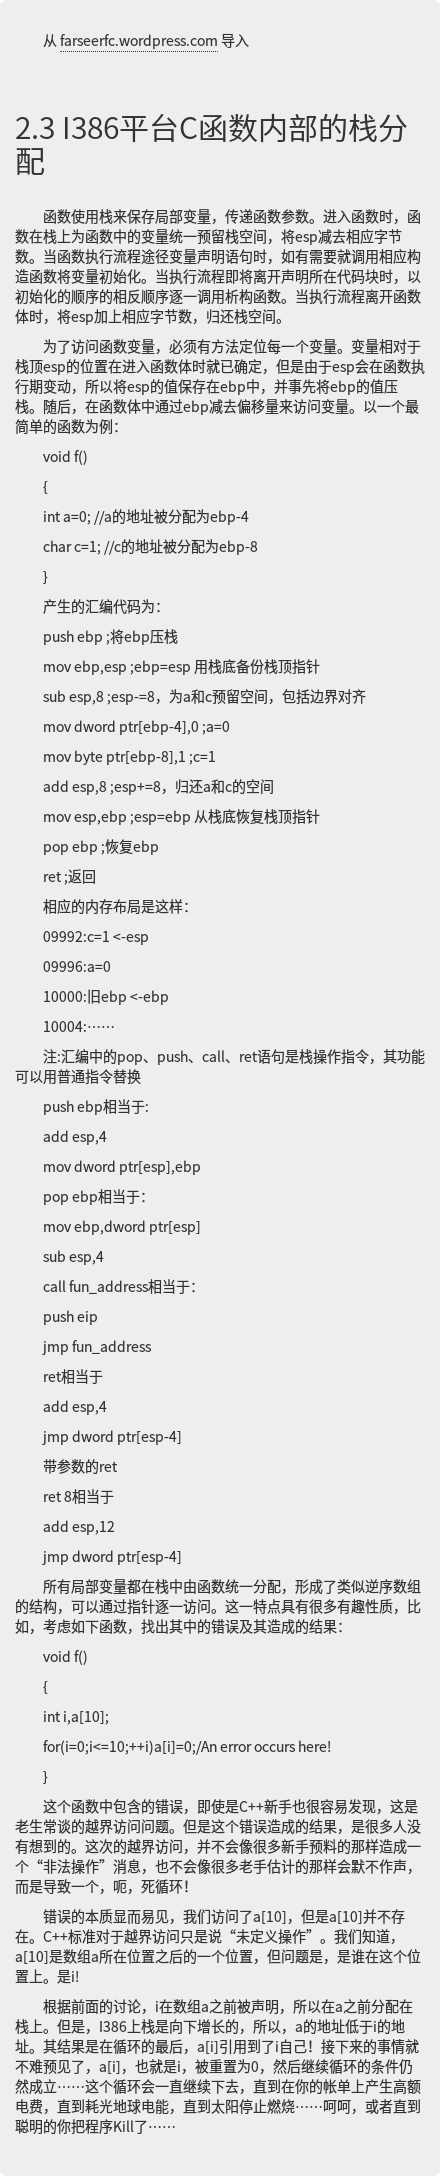 从 farseerfc.wordpress.com 导入
2.3 I386平台C函数内部的栈分
配
函数使用栈来保存局部变量，传递函数参数。进入函数时，函
数在栈上为函数中的变量统一预留栈空间，将esp减去相应字节
数。当函数执行流程途径变量声明语句时，如有需要就调用相应构
造函数将变量初始化。当执行流程即将离开声明所在代码块时，以
初始化的顺序的相反顺序逐一调用析构函数。当执行流程离开函数
体时，将esp加上相应字节数，归还栈空间。
为了访问函数变量，必须有方法定位每一个变量。变量相对于
栈顶esp的位置在进入函数体时就已确定，但是由于esp会在函数执
行期变动，所以将esp的值保存在ebp中，并事先将ebp的值压
栈。随后，在函数体中通过ebp减去偏移量来访问变量。以一个最
简单的函数为例：
void f()
{
int a=0; //a的地址被分配为ebp-4
char c=1; //c的地址被分配为ebp-8
}
产生的汇编代码为：
push ebp ;将ebp压栈
mov ebp,esp ;ebp=esp 用栈底备份栈顶指针
sub esp,8 ;esp-=8，为a和c预留空间，包括边界对齐
mov dword ptr[ebp-4],0 ;a=0
mov byte ptr[ebp-8],1 ;c=1
add esp,8 ;esp+=8，归还a和c的空间
mov esp,ebp ;esp=ebp 从栈底恢复栈顶指针
pop ebp ;恢复ebp
ret ;返回
相应的内存布局是这样：
09992:c=1 <-esp
09996:a=0
10000:旧ebp <-ebp
10004:……
注:汇编中的pop、push、call、ret语句是栈操作指令，其功能
可以用普通指令替换
push ebp相当于:
add esp,4
mov dword ptr[esp],ebp
pop ebp相当于：
mov ebp,dword ptr[esp]
sub esp,4
call fun_address相当于：
push eip
jmp fun_address
ret相当于
add esp,4
jmp dword ptr[esp-4]
带参数的ret
ret 8相当于
add esp,12
jmp dword ptr[esp-4]
所有局部变量都在栈中由函数统一分配，形成了类似逆序数组
的结构，可以通过指针逐一访问。这一特点具有很多有趣性质，比
如，考虑如下函数，找出其中的错误及其造成的结果：
void f()
{
int i,a[10];
for(i=0;i<=10;++i)a[i]=0;/An error occurs here!
}
这个函数中包含的错误，即使是C++新手也很容易发现，这是
老生常谈的越界访问问题。但是这个错误造成的结果，是很多人没
有想到的。这次的越界访问，并不会像很多新手预料的那样造成一
个“非法操作”消息，也不会像很多老手估计的那样会默不作声，
而是导致一个，呃，死循环！
错误的本质显而易见，我们访问了a[10]，但是a[10]并不存
在。C++标准对于越界访问只是说“未定义操作”。我们知道，
a[10]是数组a所在位置之后的一个位置，但问题是，是谁在这个位
置上。是i!
根据前面的讨论，i在数组a之前被声明，所以在a之前分配在
栈上。但是，I386上栈是向下增长的，所以，a的地址低于i的地
址。其结果是在循环的最后，a[i]引用到了i自己！接下来的事情就
不难预见了，a[i]，也就是i，被重置为0，然后继续循环的条件仍
然成立……这个循环会一直继续下去，直到在你的帐单上产生高额
电费，直到耗光地球电能，直到太阳停止燃烧……呵呵，或者直到
聪明的你把程序Kill了……